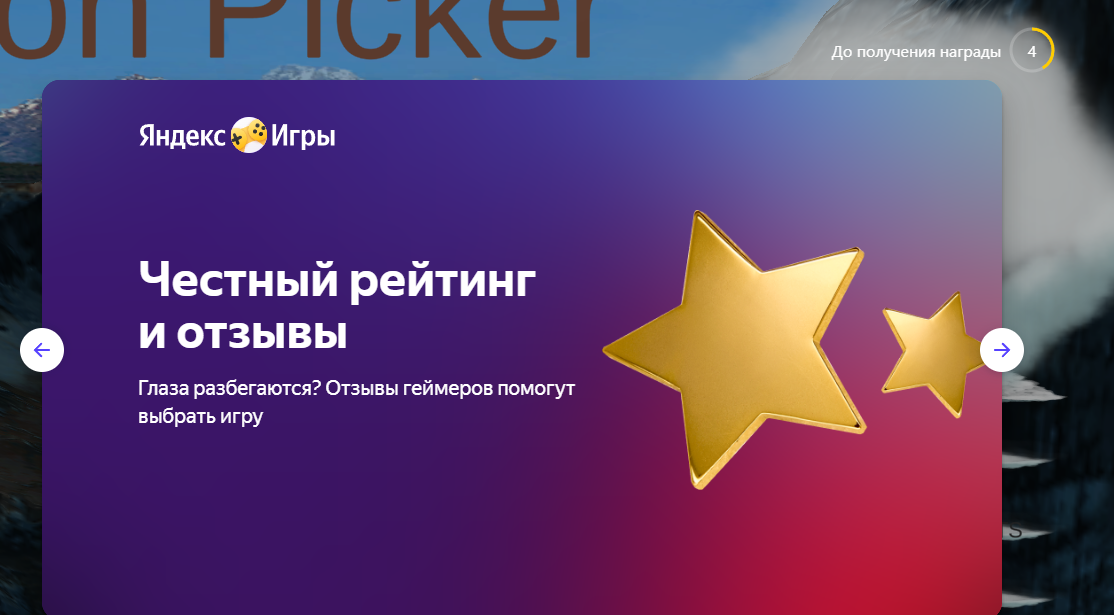 on Picker
До получения награды 4
Яндекс Игры
Честный рейтинг
и отзывы
Глаза разбегаются? Отзывы геймеров помогут
выбрать игру
s